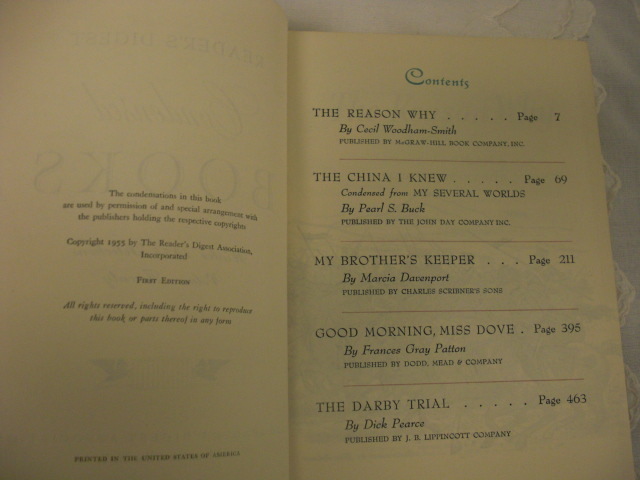 The condensations in this book
are used by permission of and special arrangement with
the publishers holding the respective copyrights
Copyright 1955 by The Reader's Digest Association,
Incorporated
First Edition
All rights reserved, including the right to reproduce
this book or parts thereof in any form
PRINTED IN THE UNITED STATES OF AMERICA
Contents
THE REASON WHY . . . . . Page 7
By Cecil Woodham-Smith
PUBLISHED BY McGRAW-HILL BOOK COMPANY, INC.
THE CHINA I KNEW . . . . . Page 69
Condensed from MY SEVERAL WORLDS
By Pearl S. Buck
PUBLISHED BY THE JOHN DAY COMPANY INC.
MY BROTHER'S KEEPER . . . Page 211
By Marcia Davenport
PUBLISHED BY CHARLES SCRIBNER'S SONS
GOOD MORNING, MISS DOVE . Page 395
By Frances Gray Patton
PUBLISHED BY DODD, MEAD & COMPANY
THE DARBY TRIAL . . . . . Page 463
By Dick Pearce
PUBLISHED BY J. B. LIPPINCOTT COMPANY